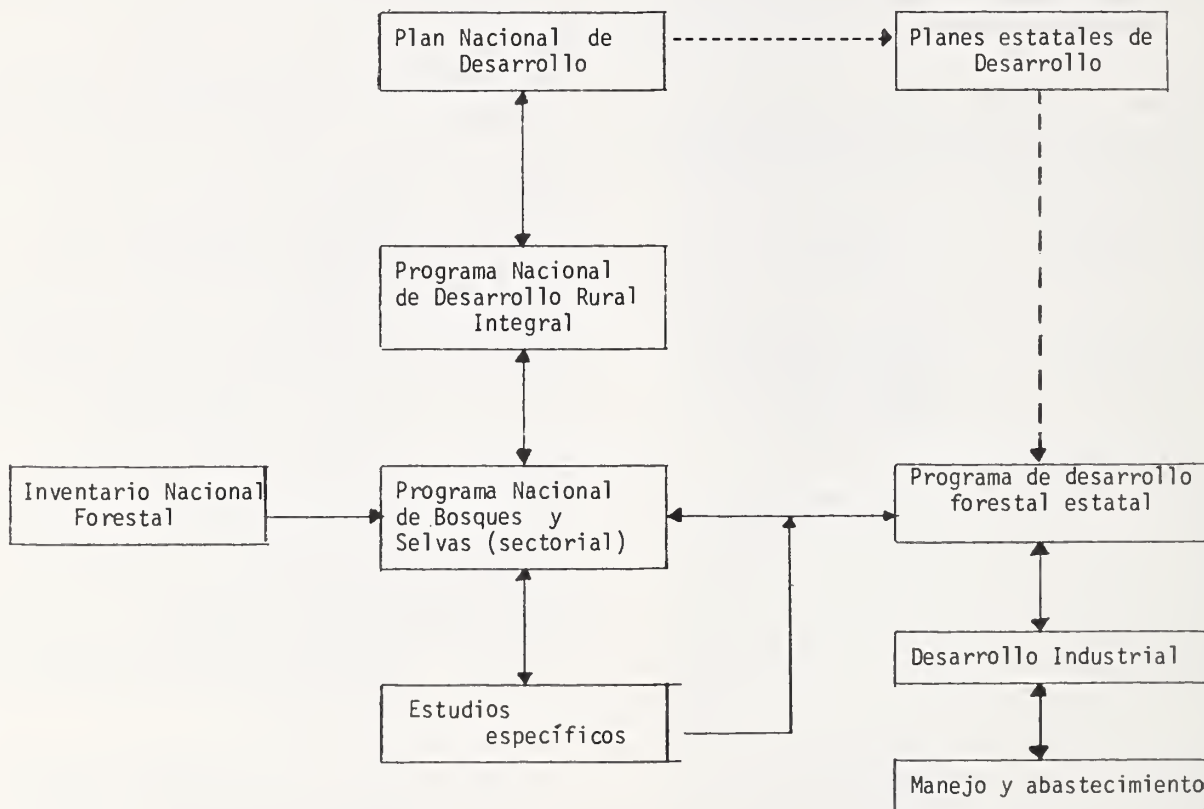 Plan Nacional de
Desarrollo
Planes estatales de
Desarrollo
Programa Nacional
de Desarrollo Rural
Integral
Inventario Nacional
Forestal
Programa Nacional
de Bosques y
Selvas (sectorial)
Programa de desarrollo
forestal estatal
Desarrollo Industrial
Estudios
específicos
Manejo y abastecimiento